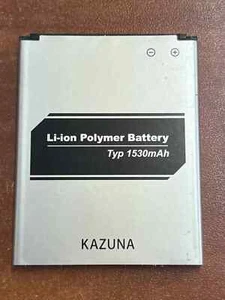 Li-ion Polymer Battery
Typ 1530mAh
KAZUNA